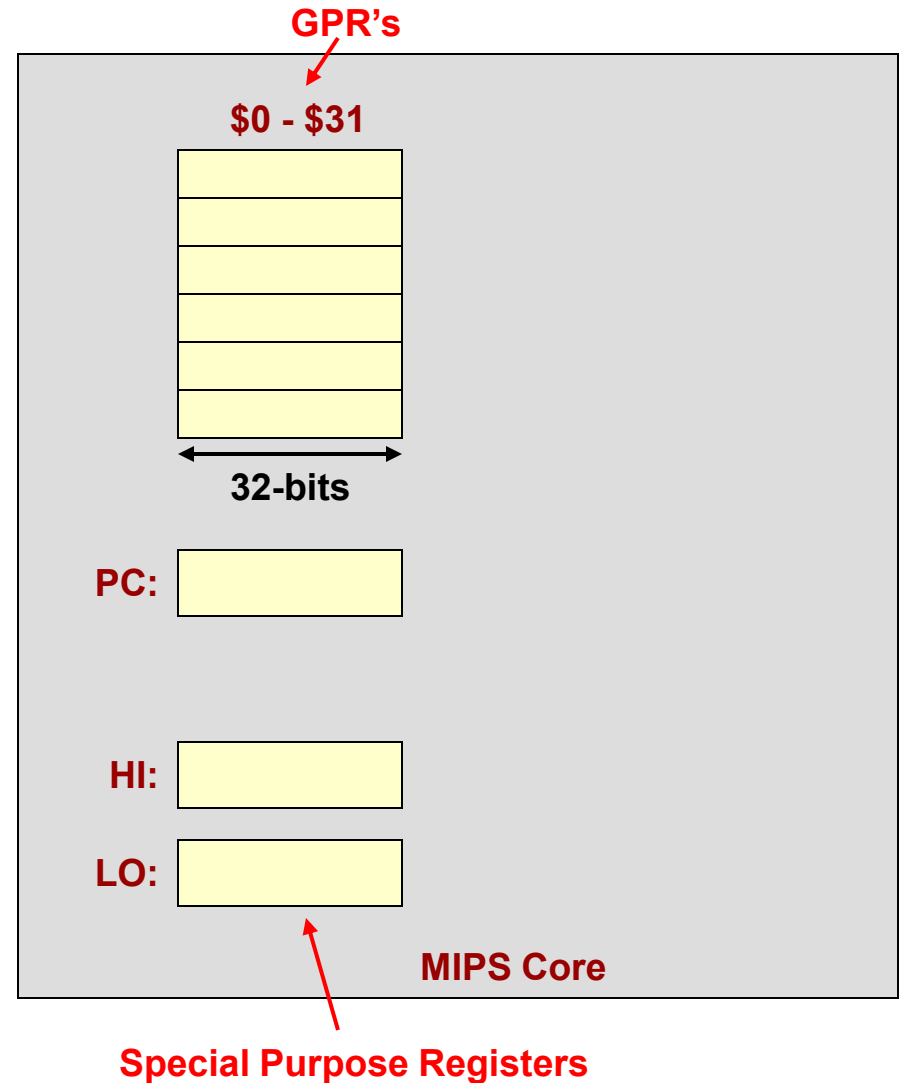 GPR's
$0 - $31
32-bits
PC:
HI:
LO:
MIPS Core
Special Purpose Registers